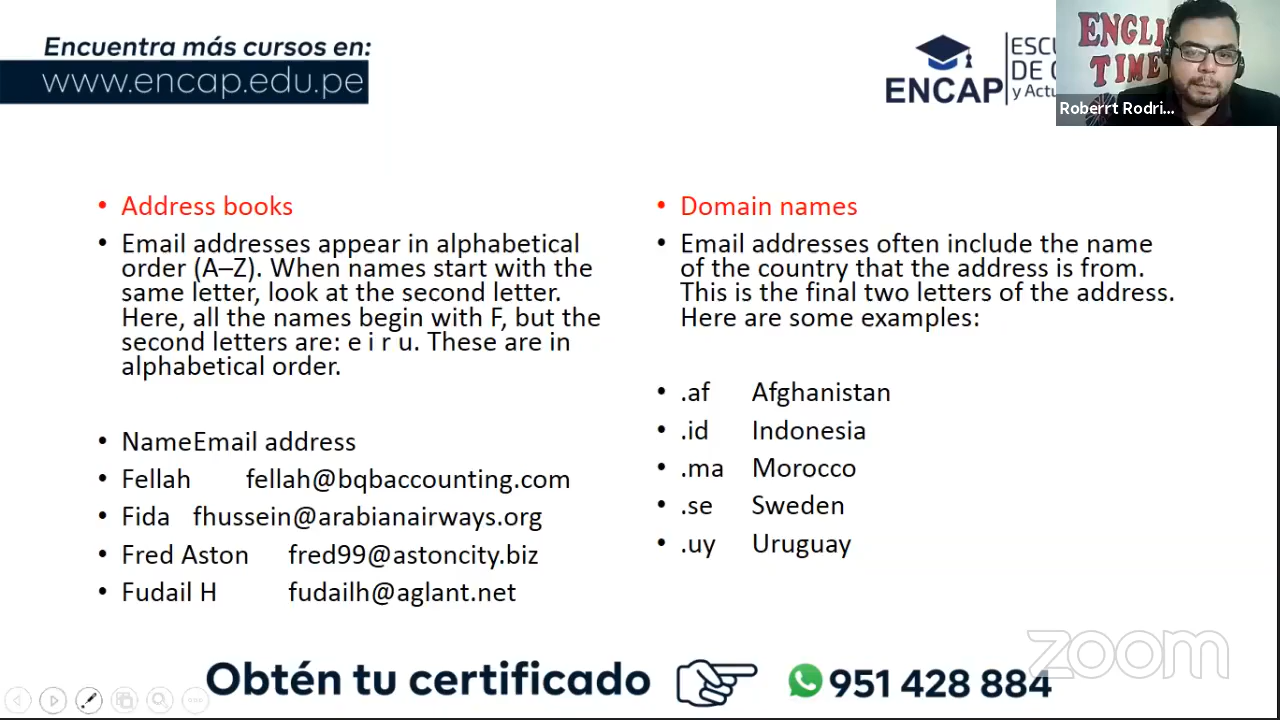 Encuentra más cursos en:
www.encap.edu.pe
ENCAP
DE
y Actu
ENGLI
TIME
Roberrt Rodri...
• Address books
• Email addresses appear in alphabetical
order (A–Z). When names start with the
same letter, look at the second letter.
Here, all the names begin with F, but the
second letters are: e i r u. These are in
alphabetical order.
• NameEmail address
• Fellah fellah@bqbaccounting.com
• Fida fhussein@arabianairways.org
• Fred Aston fred99@astoncity.biz
• Fudail H fudailh@aglant.net
• Domain names
• Email addresses often include the name
of the country that the address is from.
This is the final two letters of the address.
Here are some examples:
• .af Afghanistan
• .id Indonesia
• .ma Morocco
• .se Sweden
• .uy Uruguay
zoom
Obtén tu certificado 951 428 884